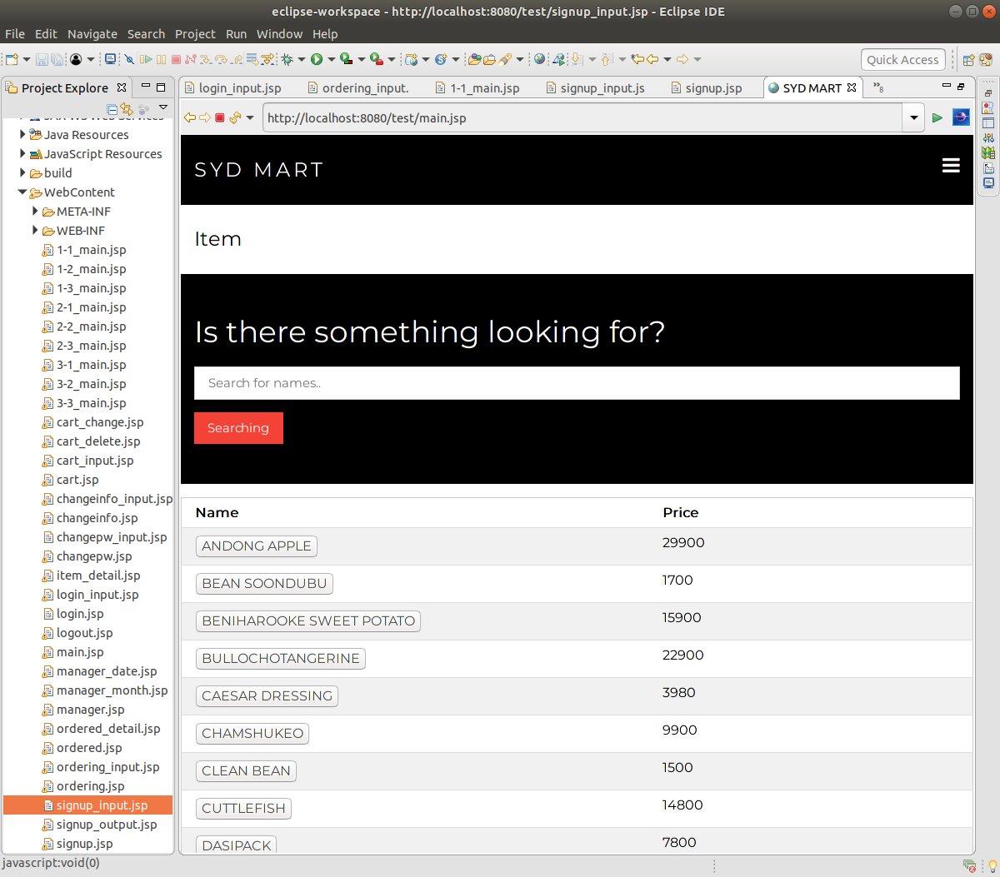 eclipse-workspace - http://localhost:8080/test/signup_input.jsp - Eclipse IDE
File Edit Navigate Search Project Run Window Help
Quick Access
Project Explore
login_input.jsp ordering_input. 1-1_main.jsp signup_input.js signup.jsp SYD MART »8
http://localhost:8080/test/main.jsp
JAX-WS Web Services
Java Resources
JavaScript Resources
build
WebContent
META-INF
WEB-INF
1-1_main.jsp
1-2_main.jsp
1-3_main.jsp
2-1_main.jsp
2-2_main.jsp
2-3_main.jsp
3-1_main.jsp
3-2_main.jsp
3-3_main.jsp
cart_change.jsp
cart_delete.jsp
cart_input.jsp
cart.jsp
changeinfo_input.jsp
changeinfo.jsp
changepw_input.jsp
changepw.jsp
item_detail.jsp
login_input.jsp
login.jsp
logout.jsp
main.jsp
manager_date.jsp
manager_month.jsp
manager.jsp
ordered_detail.jsp
ordered.jsp
ordering_input.jsp
ordering.jsp
signup_input.jsp
signup_output.jsp
signup.jsp
SYD MART
Item
Is there something looking for?
Search for names..
Searching
Name Price
ANDONG APPLE 29900
BEAN SOONDUBU 1700
BENIHAROOKE SWEET POTATO 15900
BULLOCHOTANGERINE 22900
CAESAR DRESSING 3980
CHAMSHUKEO 9900
CLEAN BEAN 1500
CUTTLEFISH 14800
DASIPACK 7800
javascript:void(0)